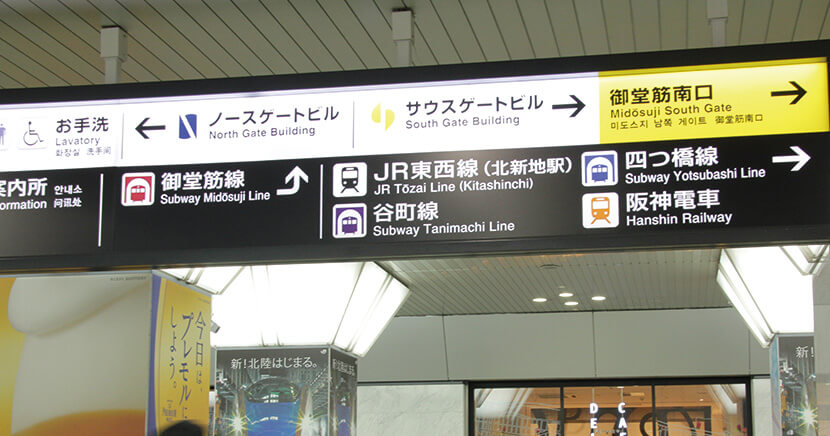 お手洗
Lavatory
화장실 洗手间
ノースゲートビル
North Gate Building
サウスゲートビル
South Gate Building
御堂筋南口
Midōsuji South Gate
미도스지 남쪽 게이트 御堂筋南口
案内所 안내소
ormation 问讯处
御堂筋線
Subway Midōsuji Line
JR東西線(北新地駅)
JR Tōzai Line (Kitashinchi)
谷町線
Subway Tanimachi Line
四つ橋線
Subway Yotsubashi Line
阪神電車
Hanshin Railway
今日は、
プレモルに
しよう。
新!北陸はじまる。
新!北陸
DEL
CA